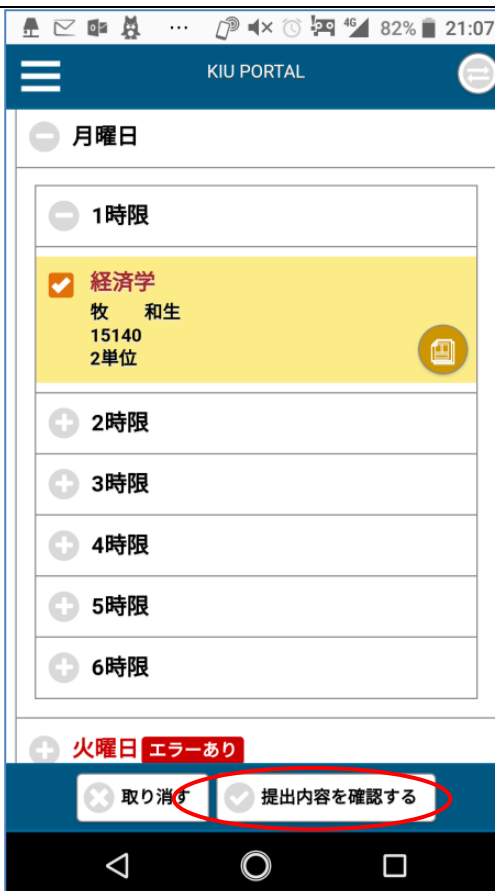 4G 82% 21:07
KIU PORTAL
月曜日
1時限
経済学
牧　和生
15140
2単位
2時限
3時限
4時限
5時限
6時限
火曜日 エラーあり
取り消す 提出内容を確認する